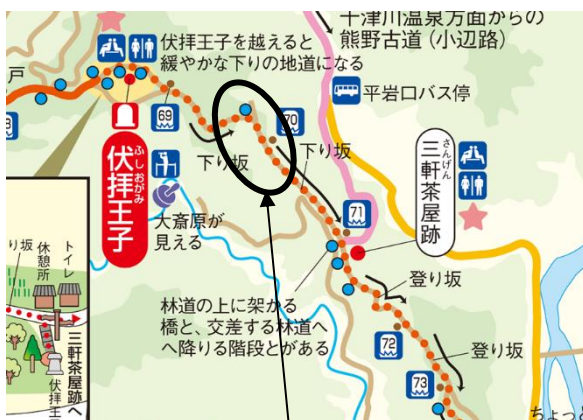 十津川温泉方面からの
熊野古道（小辺路）
伏拝王子を越えると
緩やかな下りの地道になる
戸
69
70
平岩口バス停
下り坂
下り坂
ふしおがみ
伏拝王子
さんげん
三軒茶屋跡
大斎原が
見える
71
トイレ
休憩所
り坂
三軒茶屋跡へ
伏拝王
林道の上に架かる
橋と、交差する林道へ
へ降りる階段とがある
登り坂
72
登り坂
73
ちょっ